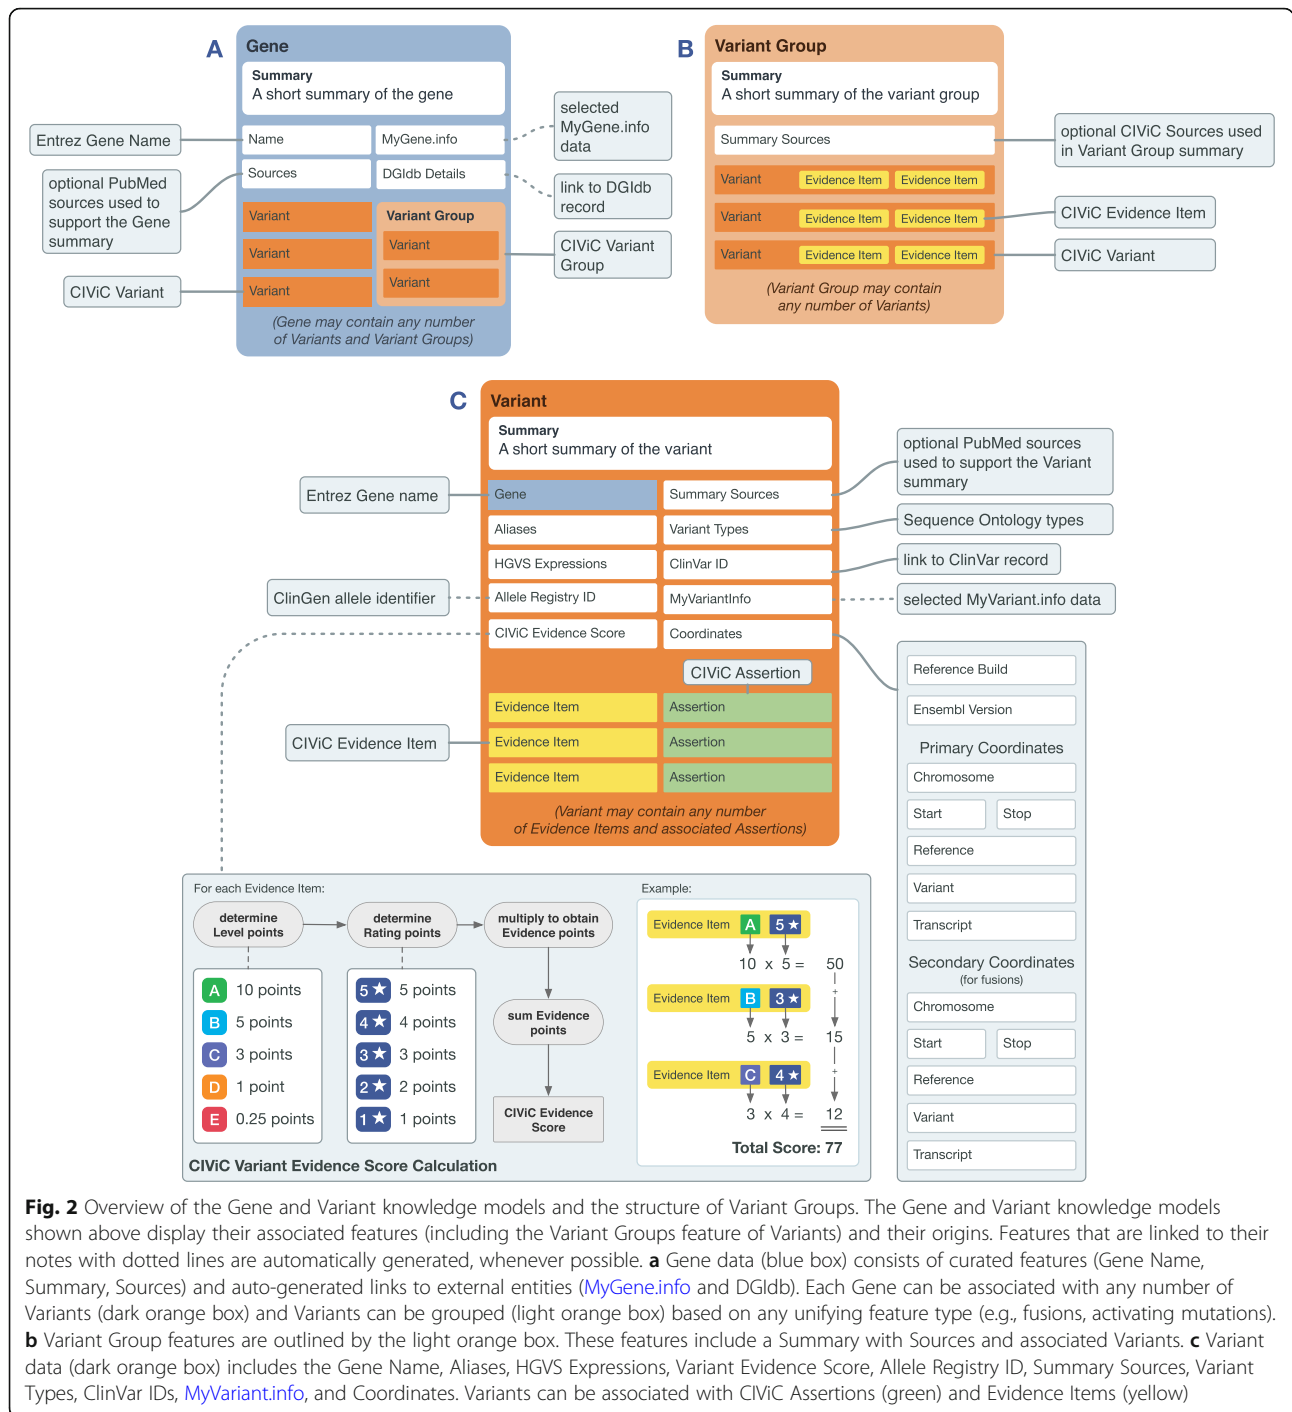 A
Gene
Summary
A short summary of the gene
Name
MyGene.info
Sources
DGIdb Details
Variant
Variant
Variant
Variant Group
Variant
Variant
(Gene may contain any number
of Variants and Variant Groups)
Entrez Gene Name
optional PubMed
sources used to
support the Gene
summary
CIViC Variant
selected
MyGene.info
data
link to DGIdb
record
CIViC Variant
Group
B
Variant Group
Summary
A short summary of the variant group
Summary Sources
Variant Evidence Item Evidence Item
Variant Evidence Item Evidence Item
Variant Evidence Item Evidence Item
(Variant Group may contain
any number of Variants)
optional CIViC Sources used
in Variant Group summary
CIViC Evidence Item
CIViC Variant
C
Variant
Summary
A short summary of the variant
Gene
Summary Sources
Aliases
Variant Types
HGVS Expressions
ClinVar ID
Allele Registry ID
MyVariantInfo
CIViC Evidence Score
Coordinates
CIViC Assertion
Evidence Item
Assertion
Evidence Item
Assertion
Evidence Item
Assertion
(Variant may contain any number
of Evidence Items and associated Assertions)
Entrez Gene name
ClinGen allele identifier
CIViC Evidence Item
optional PubMed sources
used to support the Variant
summary
Sequence Ontology types
link to ClinVar record
selected MyVariant.info data
Reference Build
Ensembl Version
Primary Coordinates
Chromosome
Start
Stop
Reference
Variant
Transcript
Secondary Coordinates
(for fusions)
Chromosome
Start
Stop
Reference
Variant
Transcript
For each Evidence Item:
determine
Level points
determine
Rating points
multiply to obtain
Evidence points
A 10 points
B 5 points
C 3 points
D 1 point
E 0.25 points
5 ★ 5 points
4 ★ 4 points
3 ★ 3 points
2 ★ 2 points
1 ★ 1 points
sum Evidence
points
CIViC Evidence
Score
CIViC Variant Evidence Score Calculation
Example:
Evidence Item A 5 ★
10 x 5 = 50
+
Evidence Item B 3 ★
5 x 3 = 15
+
Evidence Item C 4 ★
3 x 4 = 12
Total Score: 77
Fig. 2 Overview of the Gene and Variant knowledge models and the structure of Variant Groups. The Gene and Variant knowledge models
shown above display their associated features (including the Variant Groups feature of Variants) and their origins. Features that are linked to their
notes with dotted lines are automatically generated, whenever possible. a Gene data (blue box) consists of curated features (Gene Name,
Summary, Sources) and auto-generated links to external entities (MyGene.info and DGIdb). Each Gene can be associated with any number of
Variants (dark orange box) and Variants can be grouped (light orange box) based on any unifying feature type (e.g., fusions, activating mutations).
b Variant Group features are outlined by the light orange box. These features include a Summary with Sources and associated Variants. c Variant
data (dark orange box) includes the Gene Name, Aliases, HGVS Expressions, Variant Evidence Score, Allele Registry ID, Summary Sources, Variant
Types, ClinVar IDs, MyVariant.info, and Coordinates. Variants can be associated with CIViC Assertions (green) and Evidence Items (yellow)